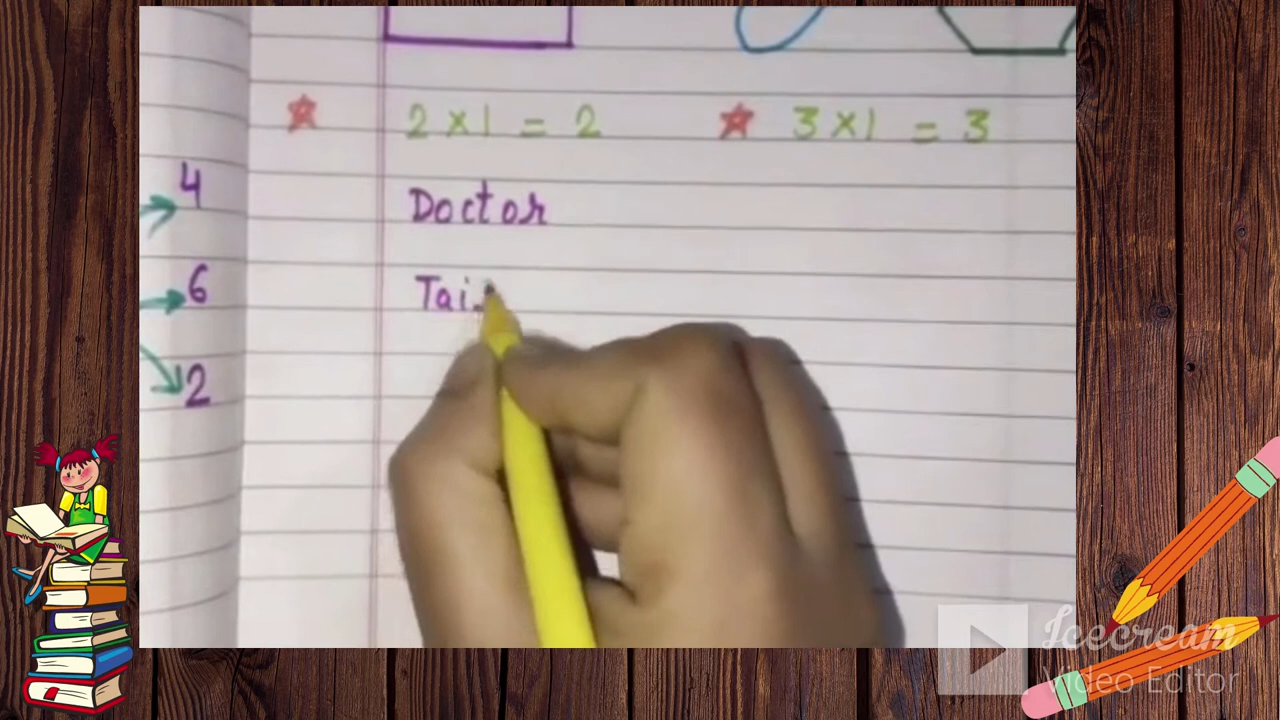 2 × 1 = 2
3 × 1 = 3
4
Doctor
6
Tai
2
Icecream
Video Editor